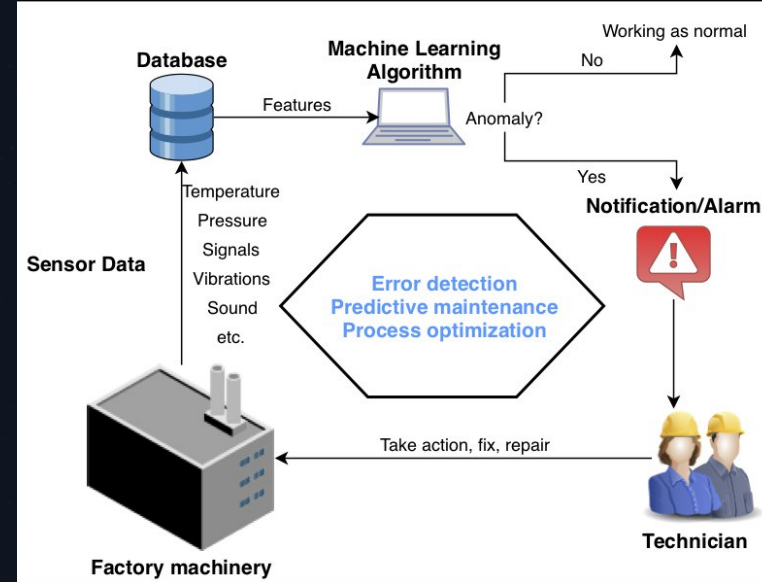 Working as normal
Database
Machine Learning
Algorithm
No
Features
Anomaly?
Yes
Temperature
Pressure
Signals
Vibrations
Sound
etc.
Sensor Data
Notification/Alarm
Error detection
Predictive maintenance
Process optimization
Take action, fix, repair
Factory machinery
Technician